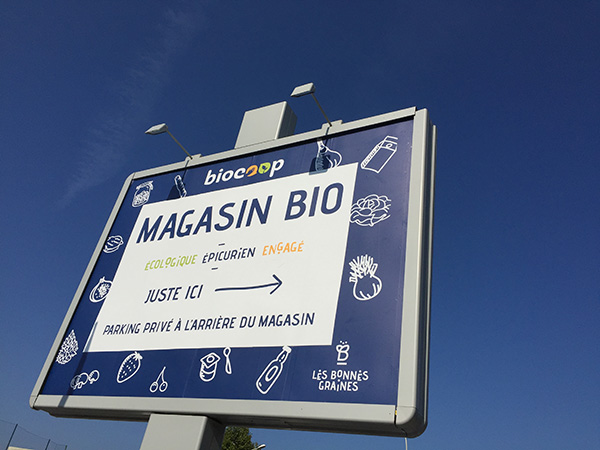 biocoop
MAGASIN BIO
ÉCOLOGIQUE ÉPICURIEN ENGAGÉ
JUSTE ICI
PARKING PRIVÉ À L'ARRIÈRE DU MAGASIN
LES BONNES
GRAINES